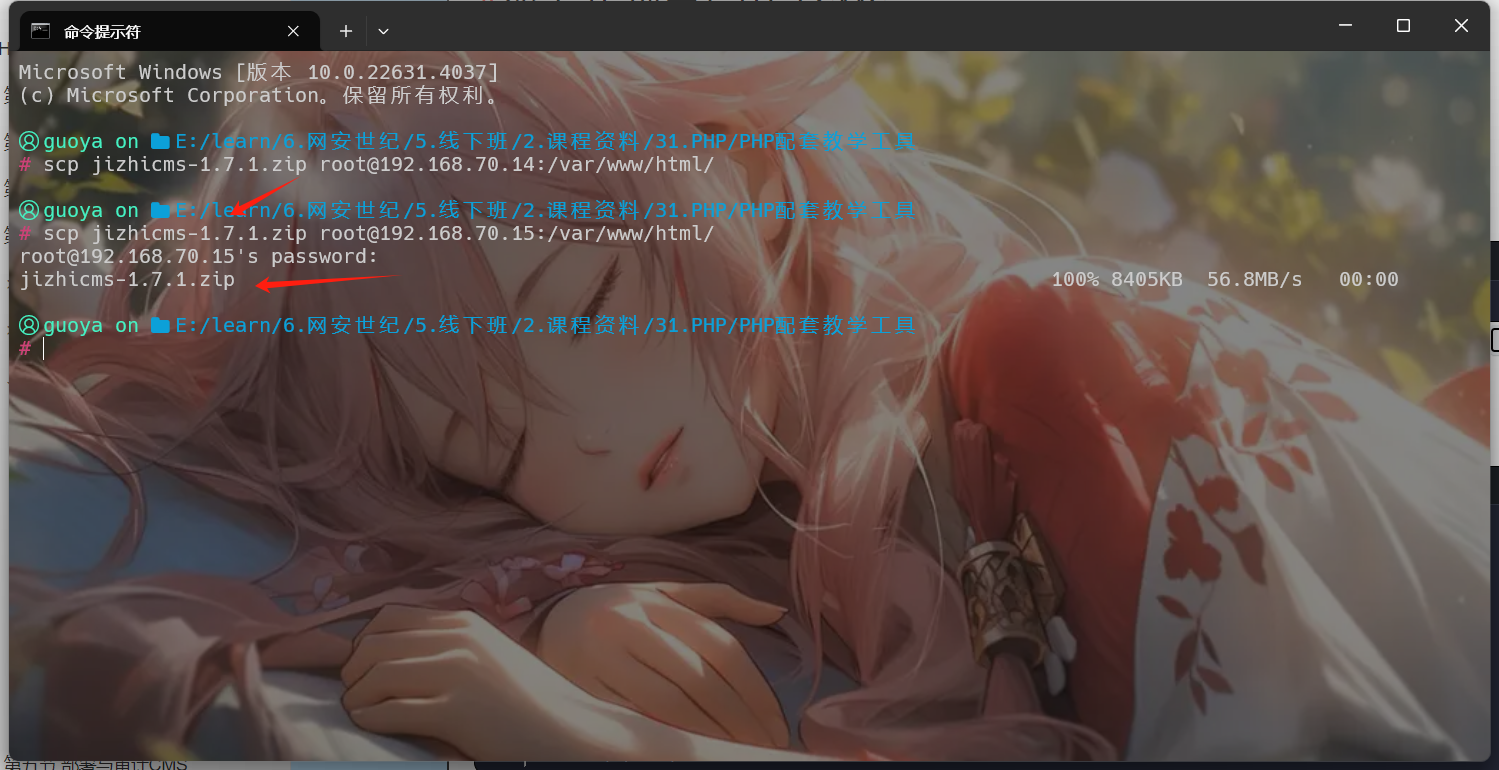 命令提示符
Microsoft Windows [版本 10.0.22631.4037]
(c) Microsoft Corporation。保留所有权利。
guoya on E:/learn/6.网安世纪/5.线下班/2.课程资料/31.PHP/PHP配套教学工具
# scp jizhicms-1.7.1.zip root@192.168.70.14:/var/www/html/
guoya on E:/learn/6.网安世纪/5.线下班/2.课程资料/31.PHP/PHP配套教学工具
# scp jizhicms-1.7.1.zip root@192.168.70.15:/var/www/html/
root@192.168.70.15's password:
jizhicms-1.7.1.zip 100% 8405KB 56.8MB/s 00:00
guoya on E:/learn/6.网安世纪/5.线下班/2.课程资料/31.PHP/PHP配套教学工具
#
第五节 部署与审计CMS